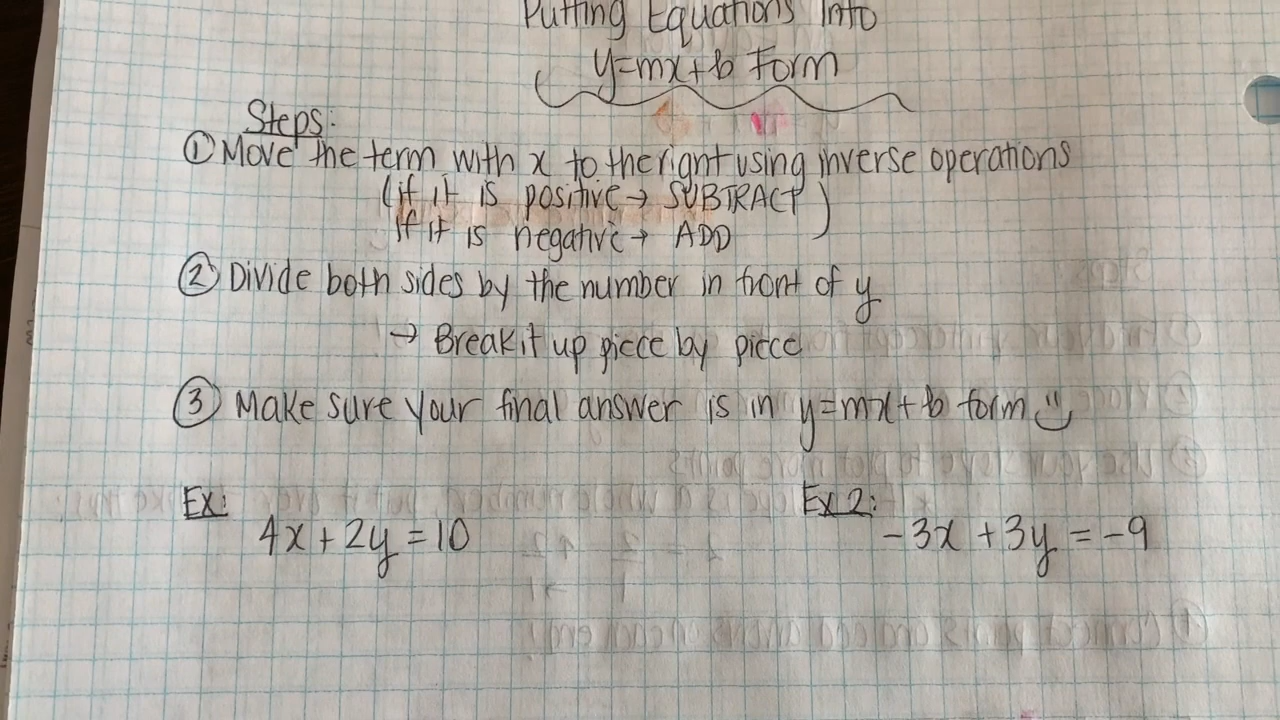 Putting Equations Into
y=mx+b Form
Steps:
① Move the term with x to the right using inverse operations
(if it is positive → SUBTRACT)
If it is negative → ADD
② Divide both sides by the number in front of y
→ Break it up piece by piece
③ Make sure your final answer is in y=mx+b form
Ex: Ex 2:
4x+2y=10 -3x+3y=-9